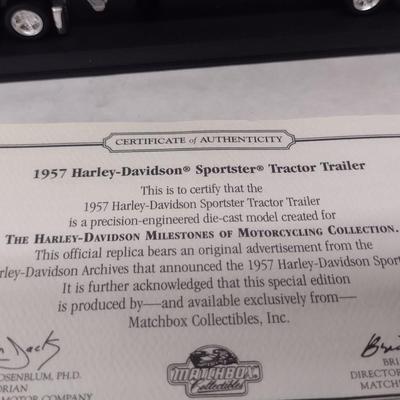 CERTIFICATE of AUTHENTICITY
1957 Harley-Davidson® Sportster® Tractor Trailer
This is to certify that the
1957 Harley-Davidson Sportster Tractor Trailer
is a precision-engineered die-cast model created for
THE HARLEY-DAVIDSON MILESTONES OF MOTORCYCLING COLLECTION.
This official replica bears an original advertisement from the
rley-Davidson Archives that announced the 1957 Harley-Davidson Spor
It is further acknowledged that this special edition
is produced by—and available exclusively from—
Matchbox Collectibles, Inc.
OSENBLUM, PH.D.
RIAN
MOTOR COMPANY
MATCHBOX
Collectibles
BRI
DIRECTOR
MATCH